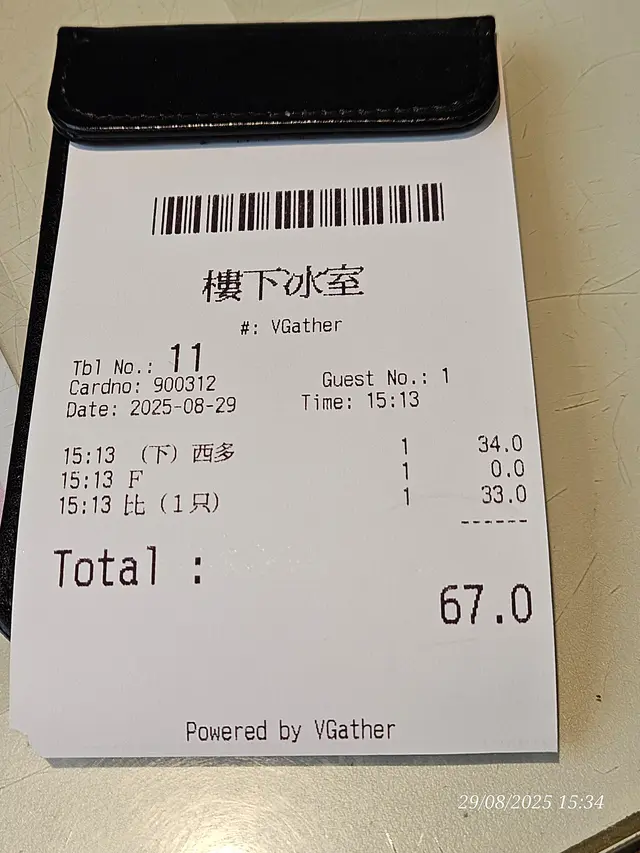 樓下冰室
#: VGather
Tbl No.: 11
Cardno: 900312 Guest No.: 1
Date: 2025-08-29 Time: 15:13
15:13 （下）西多 1 34.0
15:13 F 1 0.0
15:13 比（1只） 1 33.0
------
Total :
67.0
Powered by VGather
29/08/2025 15:34